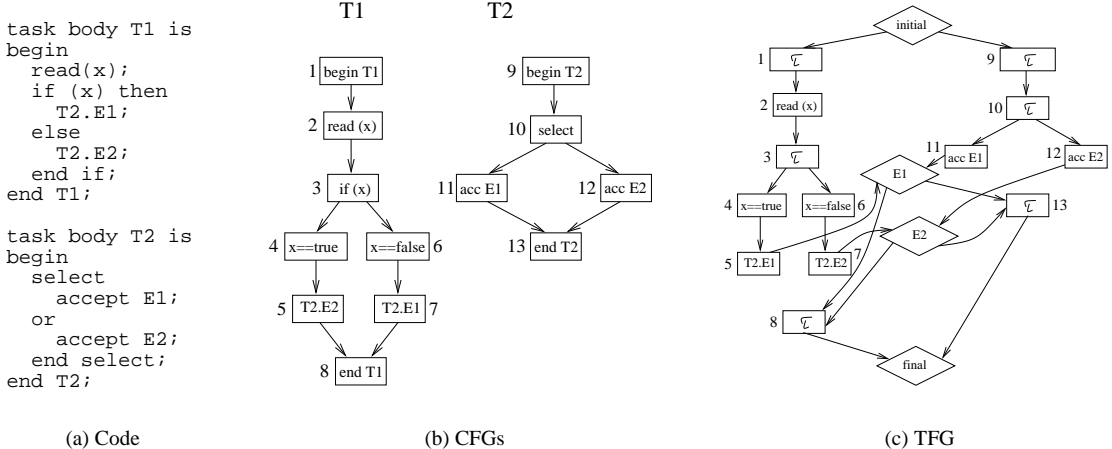 task body T1 is
begin
read(x);
if (x) then
T2.E1;
else
T2.E2;
end if;
end T1;
task body T2 is
begin
select
accept E1;
or
accept E2;
end select;
end T2;
(a) Code
T1
T2
1 begin T1
9 begin T2
2 read (x)
10 select
3 if (x)
11 acc E1
12 acc E2
4 x==true
x==false 6
13 end T2
5 T2.E2
T2.E1 7
8 end T1
(b) CFGs
initial
1 τ
9 τ
2 read (x)
10 τ
3 τ
11 acc E1
12 acc E2
E1
4 x==true
x==false 6
τ 13
E2
5 T2.E1
T2.E2 7
8 τ
final
(c) TFG